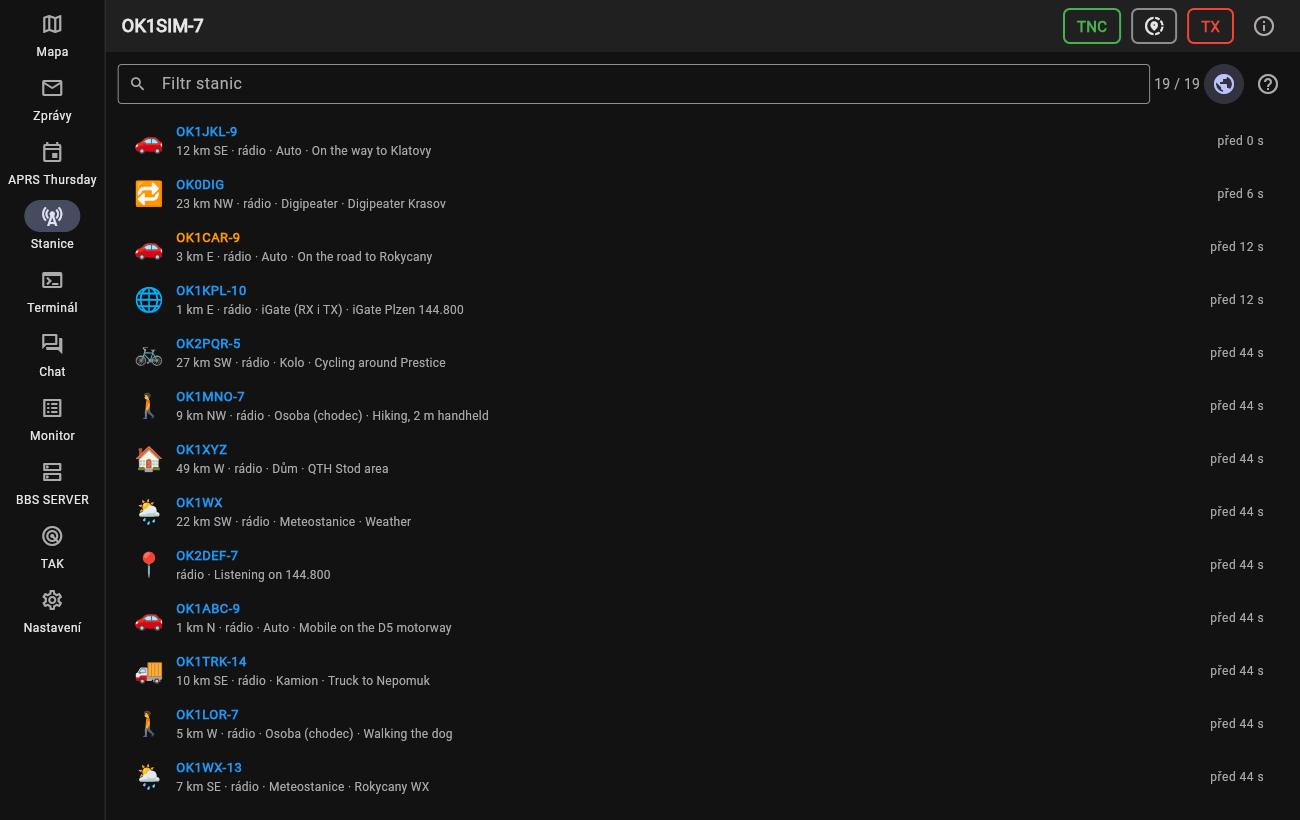 OK1SIM-7
TNC
TX
Mapa
Zprávy
APRS Thursday
Stanice
Terminál
Chat
Monitor
BBS SERVER
TAK
Nastavení
Filtr stanic
19 / 19
OK1JKL-9
12 km SE · rádio · Auto · On the way to Klatovy
před 0 s
OK0DIG
23 km NW · rádio · Digipeater · Digipeater Krasov
před 6 s
OK1CAR-9
3 km E · rádio · Auto · On the road to Rokycany
před 12 s
OK1KPL-10
1 km E · rádio · iGate (RX i TX) · iGate Plzen 144.800
před 12 s
OK2PQR-5
27 km SW · rádio · Kolo · Cycling around Prestice
před 44 s
OK1MNO-7
9 km NW · rádio · Osoba (chodec) · Hiking, 2 m handheld
před 44 s
OK1XYZ
49 km W · rádio · Dům · QTH Stod area
před 44 s
OK1WX
22 km SW · rádio · Meteostanice · Weather
před 44 s
OK2DEF-7
rádio · Listening on 144.800
před 44 s
OK1ABC-9
1 km N · rádio · Auto · Mobile on the D5 motorway
před 44 s
OK1TRK-14
10 km SE · rádio · Kamion · Truck to Nepomuk
před 44 s
OK1LOR-7
5 km W · rádio · Osoba (chodec) · Walking the dog
před 44 s
OK1WX-13
7 km SE · rádio · Meteostanice · Rokycany WX
před 44 s